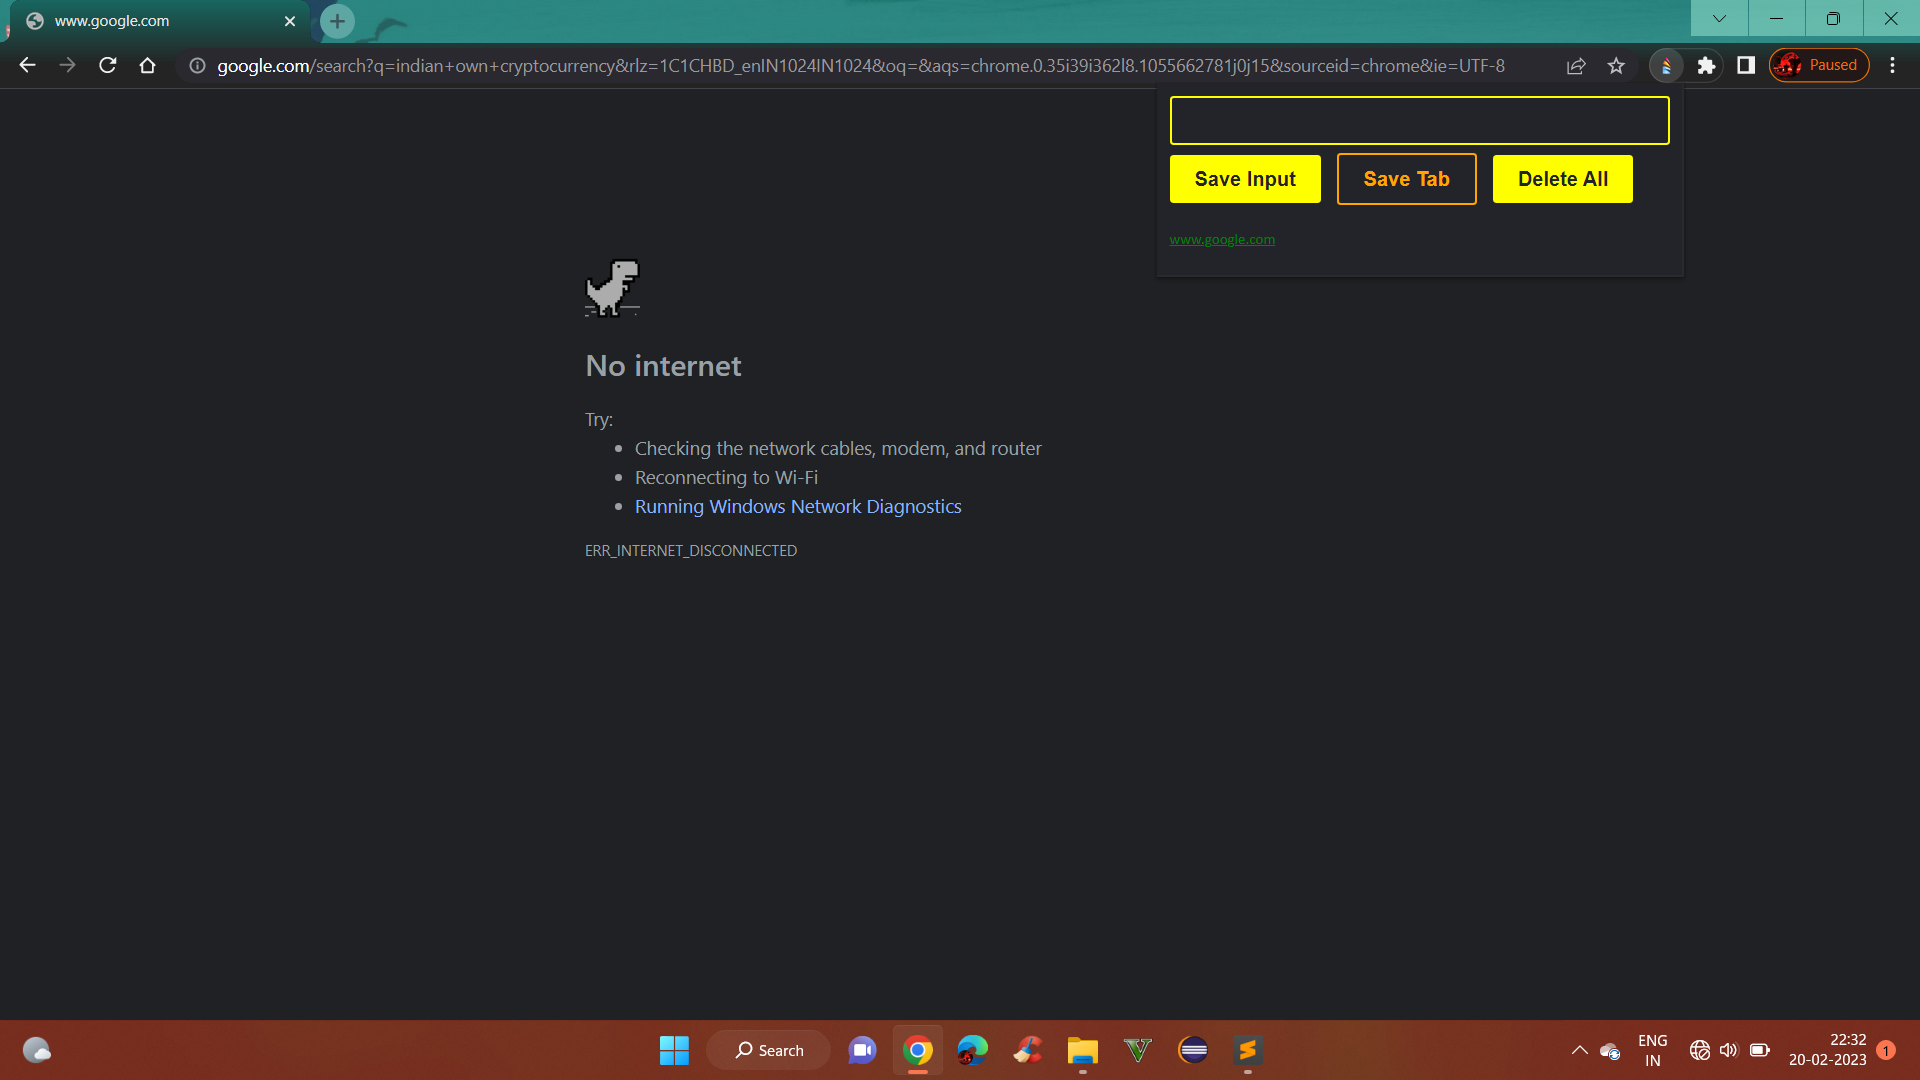 www.google.com
google.com/search?q=indian+own+cryptocurrency&rlz=1C1CHBD_enIN1024IN1024&oq=&aqs=chrome.0.35i39i362l8.1055662781j0j15&sourceid=chrome&ie=UTF-8
Paused
Save Input
Save Tab
Delete All
www.google.com
No internet
Try:
Checking the network cables, modem, and router
Reconnecting to Wi-Fi
Running Windows Network Diagnostics
ERR_INTERNET_DISCONNECTED
Search
ENG
IN
22:32
20-02-2023
1